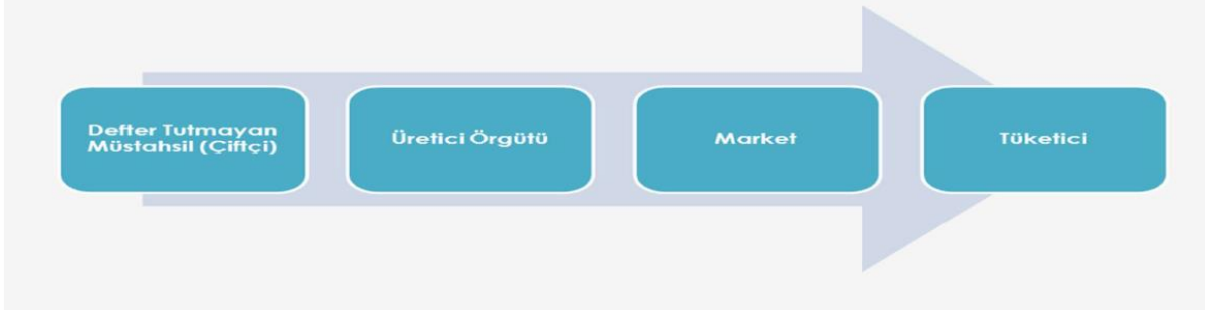 Defter Tutmayan
Müstahsil (Çiftçi)
Üretici Örgütü
Market
Tüketici